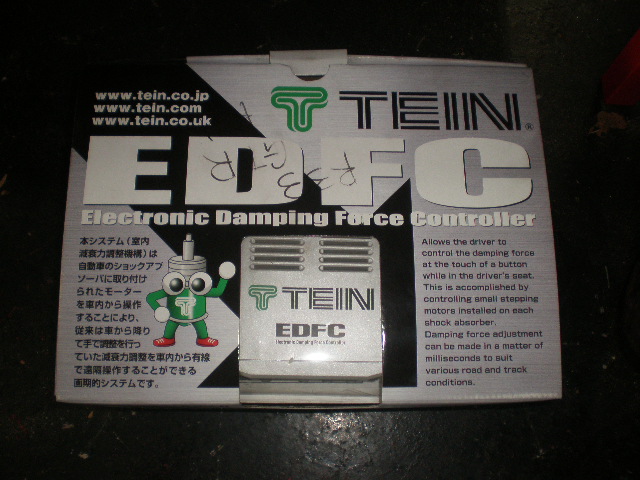 www.tein.co.jp
www.tein.com
www.tein.co.uk
TEIN®
EDFC
Electronic Damping Force Controller
本システム(室内
減衰力調整機構)は
自動車のショックアブ
ソーバに取り付け
られたモーター
を車内から操作
することにより、
従来は車から降り
て手で調整を行っ
ていた減衰力調整を車内から有線
で遠隔操作することができる
画期的システムです。
T
TEIN
EDFC
Electronic Damping Force Controller
Allows the driver to
control the damping force
at the touch of a button
while in the driver's seat.
This is accomplished by
controlling small stepping
motors installed on each
shock absorber.
Damping force adjustment
can be made in a matter of
milliseconds to suit
various road and track
conditions.